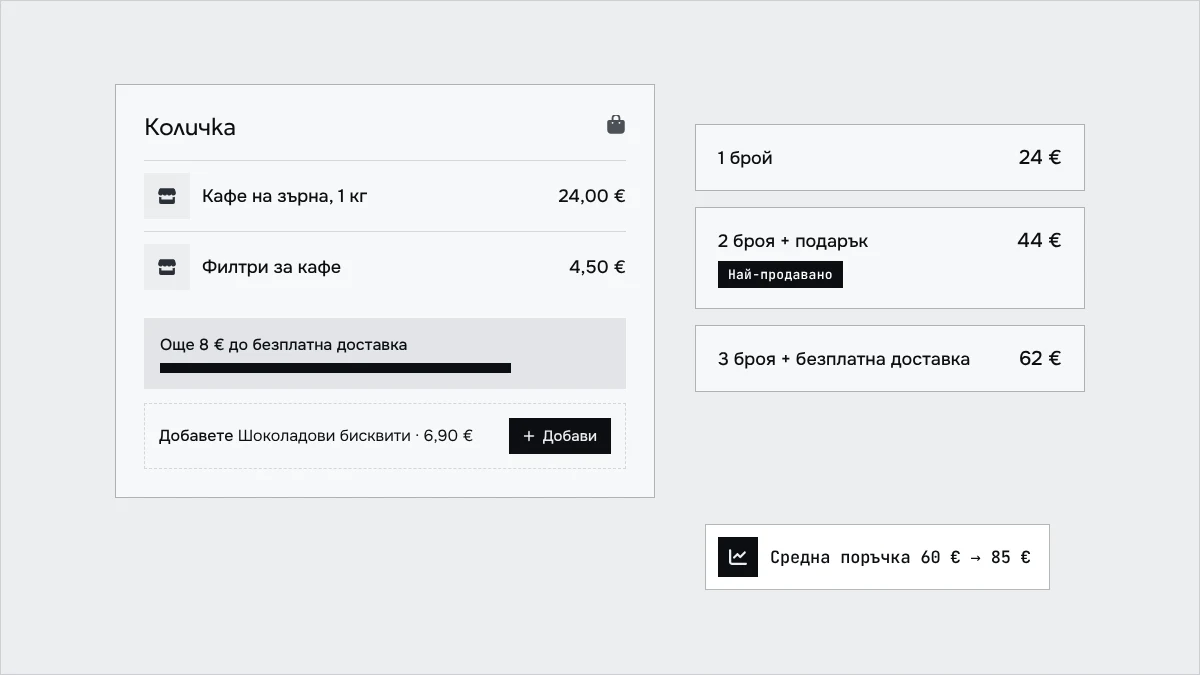 Количка
Кафе на зърна, 1 кг 24,00 €
Филтри за кафе 4,50 €
Още 8 € до безплатна доставка
Добавете Шоколадови бисквити · 6,90 € + Добави
1 брой 24 €
2 броя + подарък 44 €
Най-продавано
3 броя + безплатна доставка 62 €
Средна поръчка 60 € → 85 €